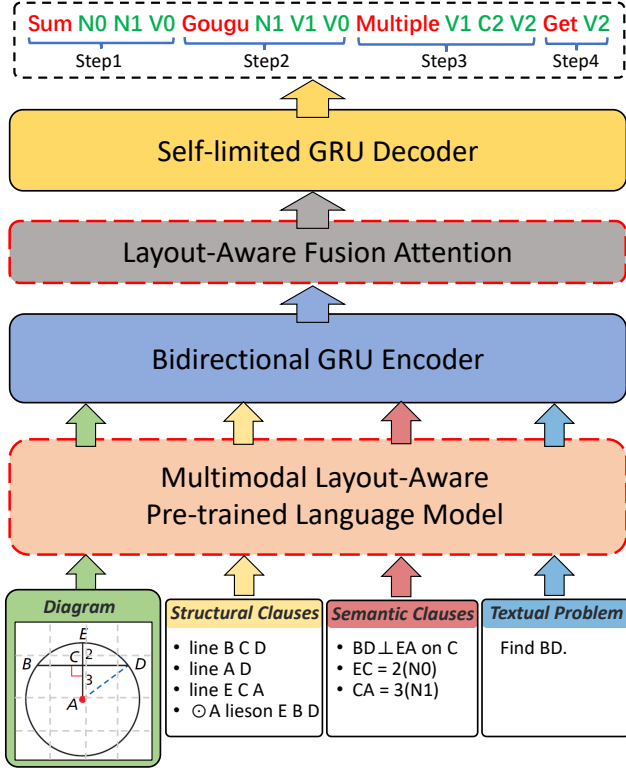 Sum N0 N1 V0 Gougu N1 V1 V0 Multiple V1 C2 V2 Get V2
Step1 Step2 Step3 Step4
Self-limited GRU Decoder
Layout-Aware Fusion Attention
Bidirectional GRU Encoder
Multimodal Layout-Aware
Pre-trained Language Model
Diagram
E
B
C
2
D
3
A
Structural Clauses
• line B C D
• line A D
• line E C A
• ⊙A lieson E B D
Semantic Clauses
• BD⊥EA on C
• EC = 2(N0)
• CA = 3(N1)
Textual Problem
Find BD.